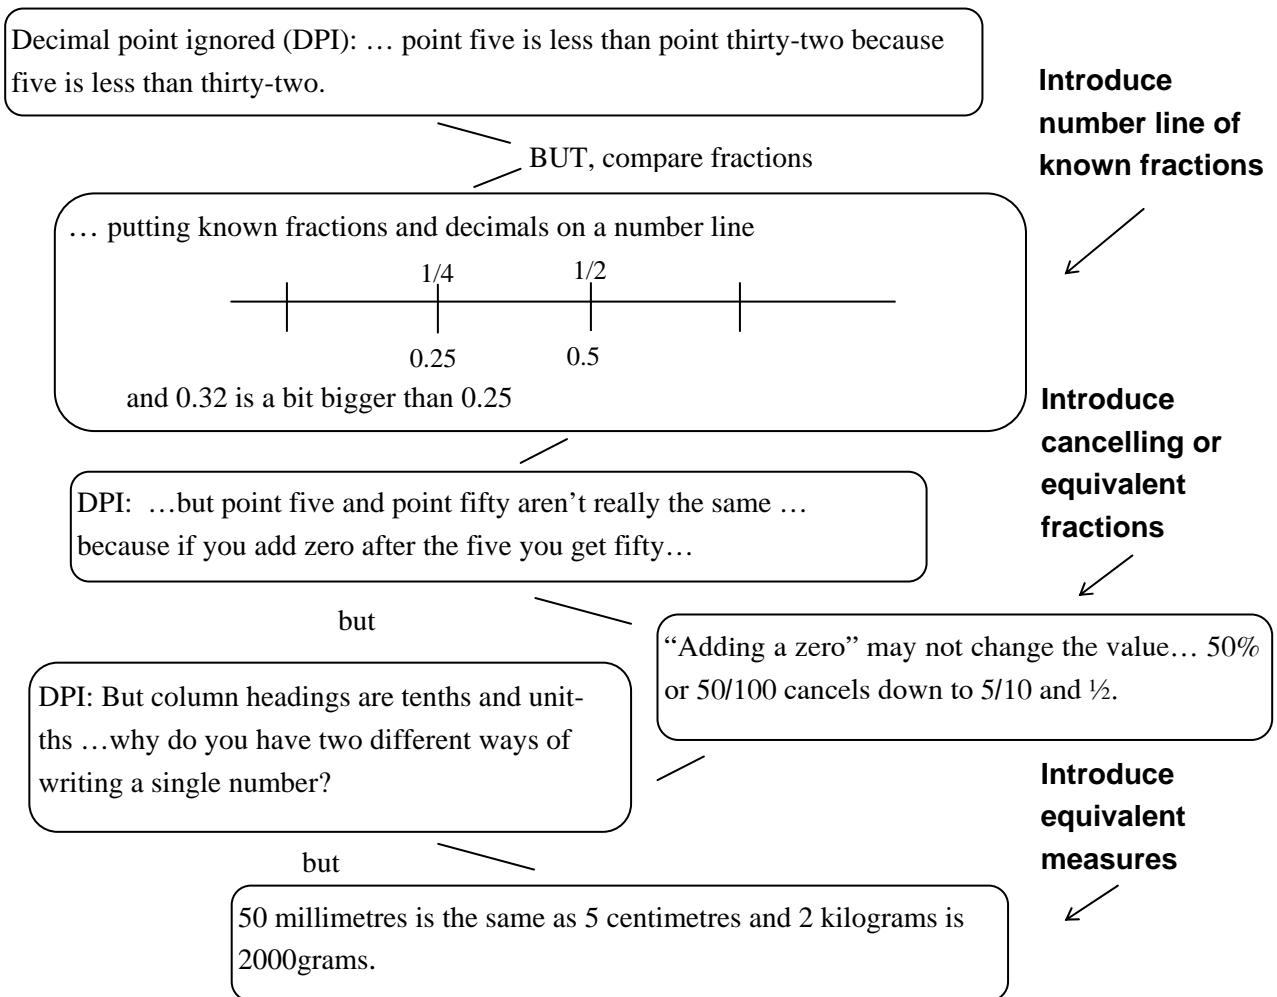 Decimal point ignored (DPI): … point five is less than point thirty-two because
five is less than thirty-two.
Introduce
number line of
known fractions
BUT, compare fractions
… putting known fractions and decimals on a number line
1/4
1/2
0.25
0.5
and 0.32 is a bit bigger than 0.25
Introduce
cancelling or
equivalent
fractions
DPI: …but point five and point fifty aren’t really the same …
because if you add zero after the five you get fifty…
but
“Adding a zero” may not change the value… 50%
or 50/100 cancels down to 5/10 and ½.
DPI: But column headings are tenths and unit-
ths …why do you have two different ways of
writing a single number?
Introduce
equivalent
measures
but
50 millimetres is the same as 5 centimetres and 2 kilograms is
2000grams.